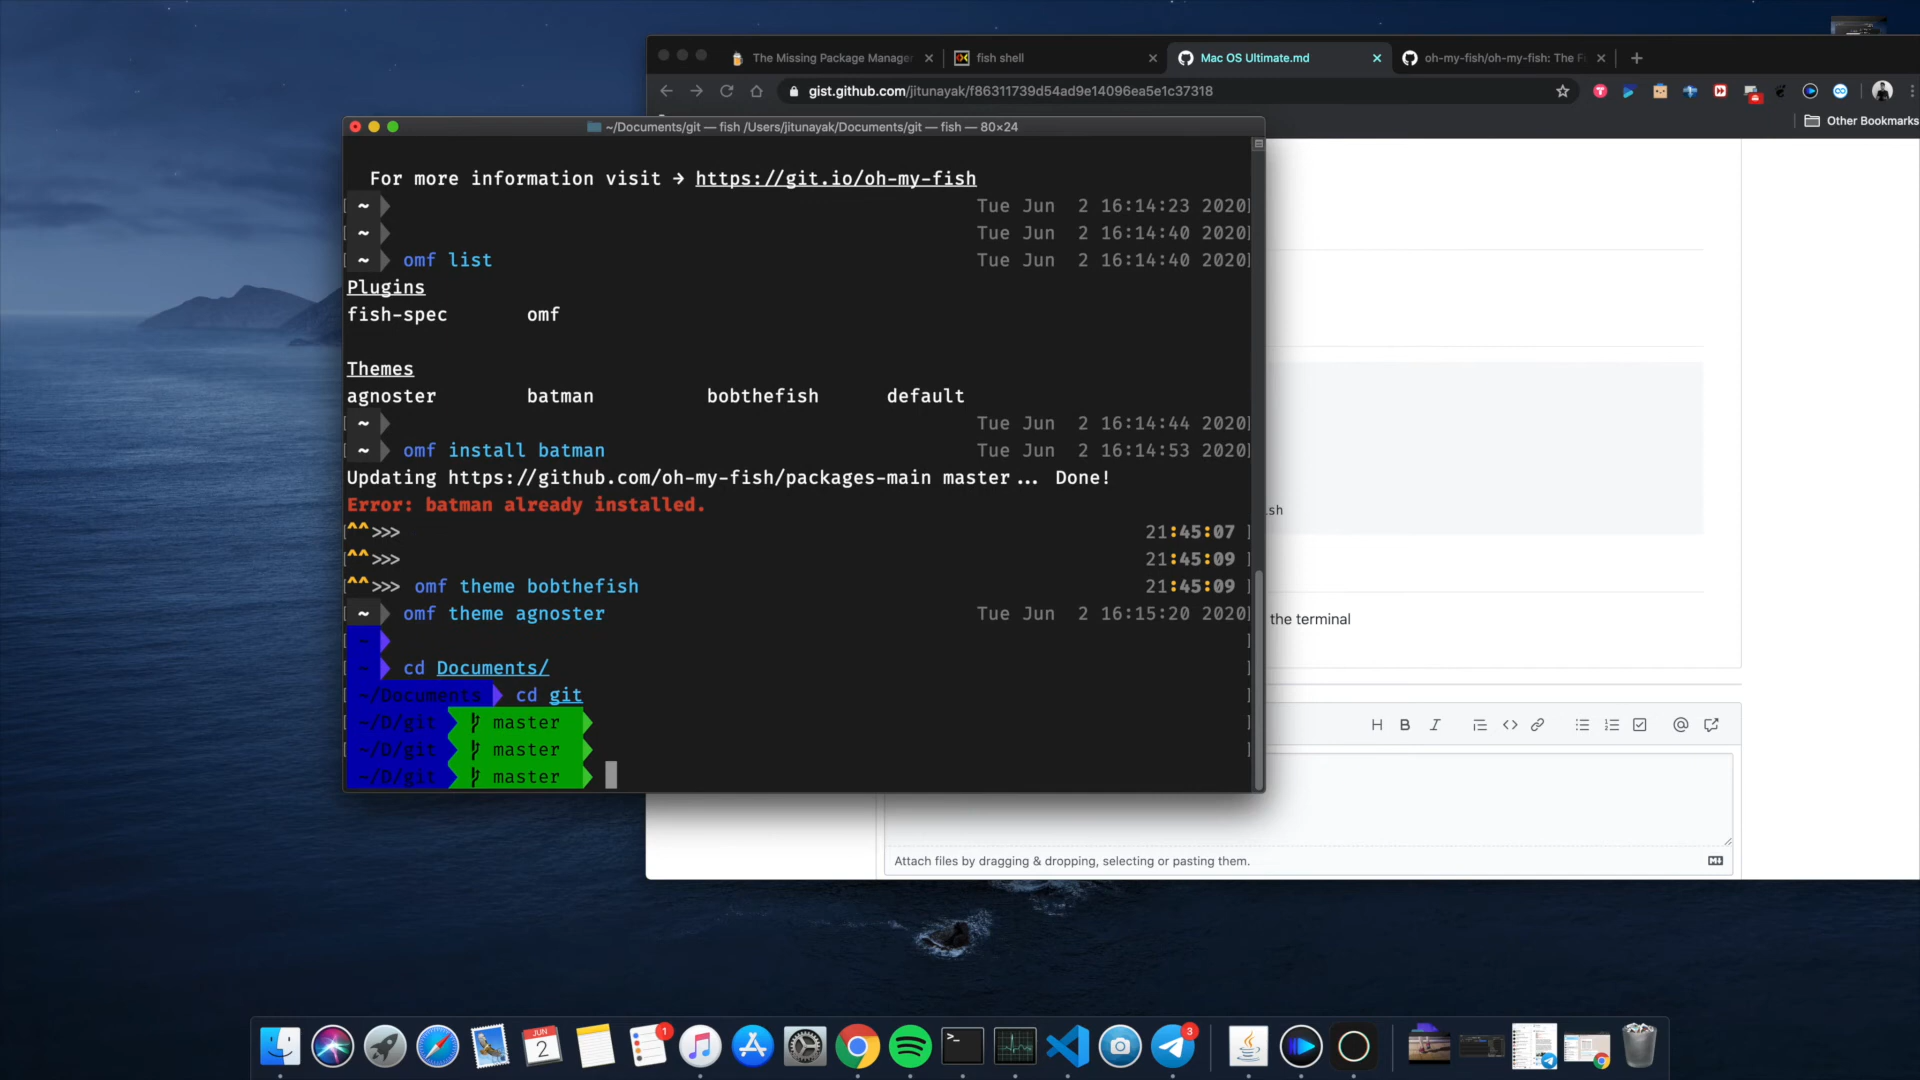 The Missing Package Manager
fish shell
Mac OS Ultimate.md
oh-my-fish/oh-my-fish: The Fi
gist.github.com/jitunayak/f86311739d54ad9e14096ea5e1c37318
Other Bookmarks
~/Documents/git — fish /Users/jitunayak/Documents/git — fish — 80×24
For more information visit → https://git.io/oh-my-fish
~ Tue Jun 2 16:14:23 2020
~ Tue Jun 2 16:14:40 2020
~ omf list Tue Jun 2 16:14:40 2020
Plugins
fish-spec omf
Themes
agnoster batman bobthefish default
~ Tue Jun 2 16:14:44 2020
~ omf install batman Tue Jun 2 16:14:53 2020
Updating https://github.com/oh-my-fish/packages-main master... Done!
Error: batman already installed.
^^>>> 21:45:07
^^>>> 21:45:09
^^>>> omf theme bobthefish 21:45:09
~ omf theme agnoster Tue Jun 2 16:15:20 2020
~
~ cd Documents/
~/Documents cd git
~/D/git master
~/D/git master
~/D/git master
ish
the terminal
H B I
Attach files by dragging & dropping, selecting or pasting them.
JUN
2
1
3